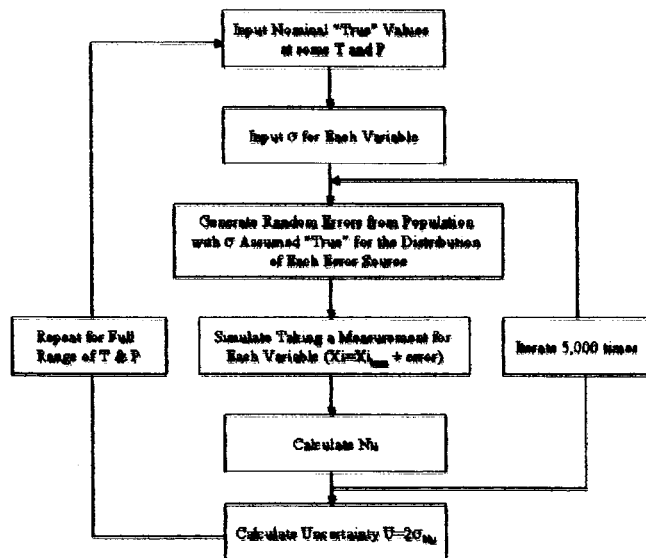 Input Nominal "True" Values
at some T and P
Input σ for Each Variable
Generate Random Errors from Population
with σ Assumed "True" for the Distribution
of Each Error Source
Repeat for Full
Range of T & P
Simulate Taking a Measurement for
Each Variable (Xi=Xi_true + error)
Iterate 5,000 times
Calculate Nu
Calculate Uncertainty U=2σ_Nu